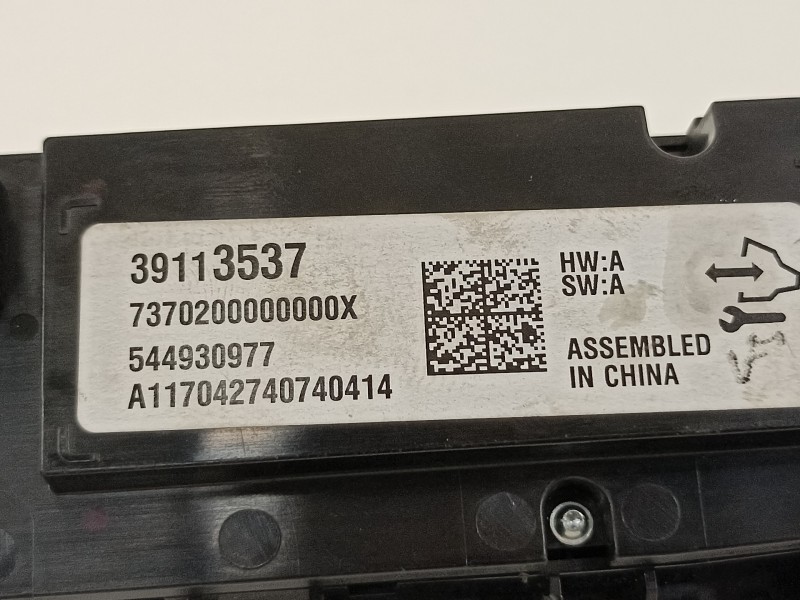 39113537
7370200000000X
544930977
A117042740740414
HW:A
SW:A
ASSEMBLED
IN CHINA